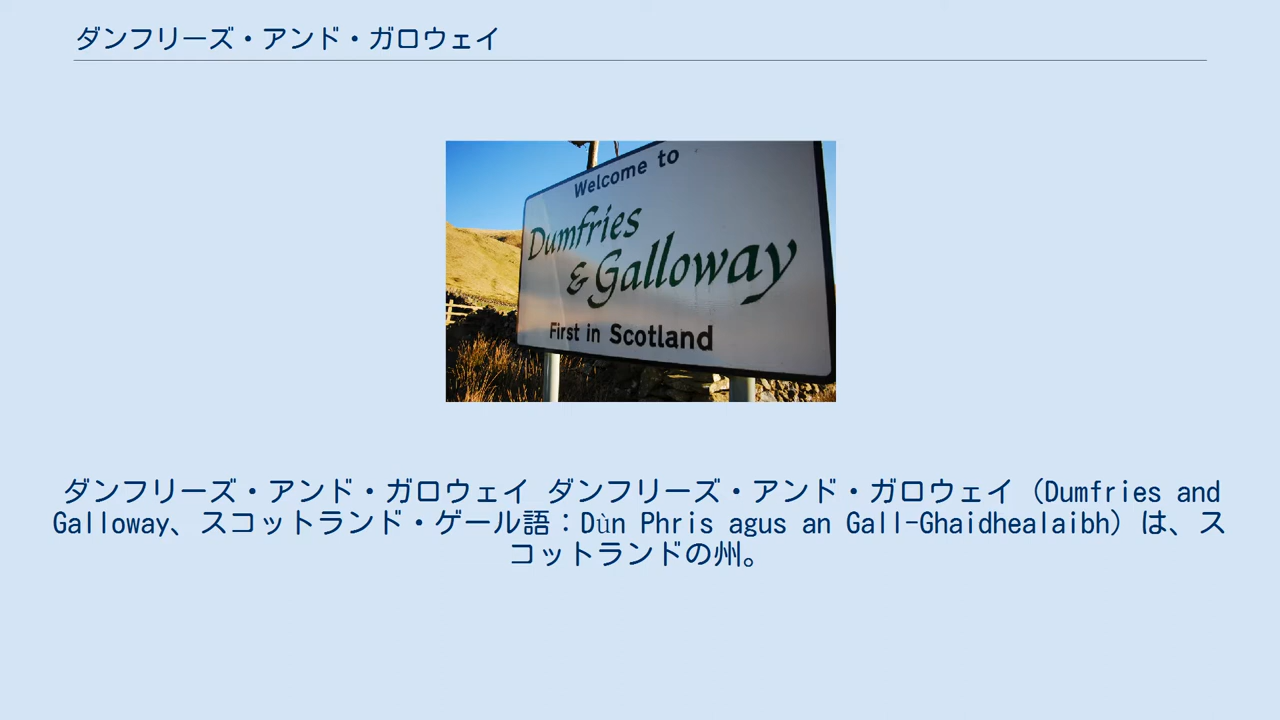 ダンフリーズ・アンド・ガロウェイ
Welcome to
Dumfries
& Galloway
First in Scotland
ダンフリーズ・アンド・ガロウェイ ダンフリーズ・アンド・ガロウェイ（Dumfries and
Galloway、スコットランド・ゲール語：Dùn Phris agus an Gall-Ghaidhealaibh）は、ス
コットランドの州。